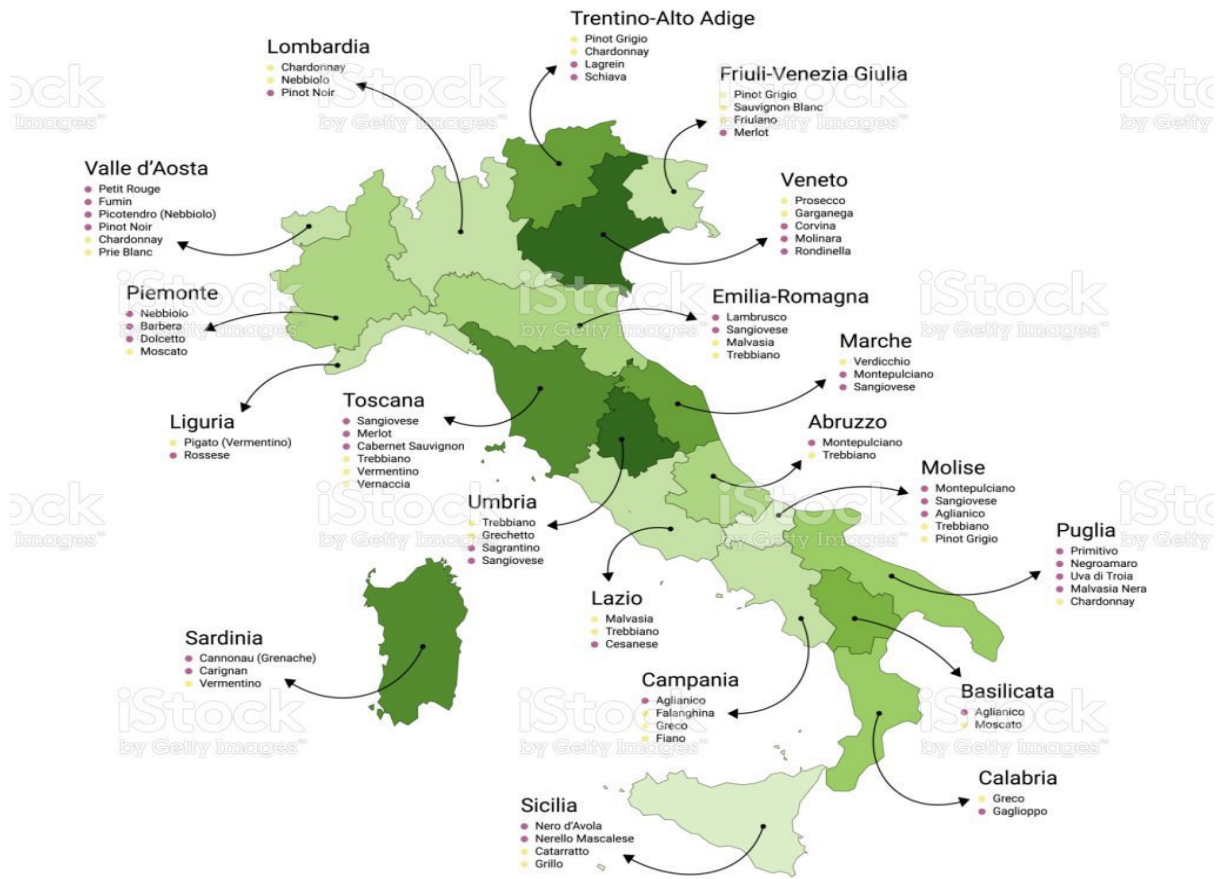 Trentino-Alto Adige
Pinot Grigio
Chardonnay
Lagrein
Schiava
Lombardia
Chardonnay
Nebbiolo
Pinot Noir
Friuli-Venezia Giulia
Pinot Grigio
Sauvignon Blanc
Friulano
Merlot
Valle d'Aosta
Petit Rouge
Fumin
Picotendro (Nebbiolo)
Pinot Noir
Chardonnay
Prie Blanc
Veneto
Prosecco
Garganega
Corvina
Molinara
Rondinella
Piemonte
Nebbiolo
Barbera
Dolcetto
Moscato
Emilia-Romagna
Lambrusco
Sangiovese
Malvasia
Trebbiano
Marche
Verdicchio
Montepulciano
Sangiovese
Liguria
Pigato (Vermentino)
Rossese
Toscana
Sangiovese
Merlot
Cabernet Sauvignon
Trebbiano
Vermentino
Vernaccia
Abruzzo
Montepulciano
Trebbiano
Molise
Montepulciano
Sangiovese
Aglianico
Trebbiano
Pinot Grigio
Umbria
Trebbiano
Grechetto
Sagrantino
Sangiovese
Puglia
Primitivo
Negroamaro
Uva di Troia
Malvasia Nera
Chardonnay
Lazio
Malvasia
Trebbiano
Cesanese
Sardinia
Cannonau (Grenache)
Carignan
Vermentino
Campania
Aglianico
Falanghina
Greco
Fiano
Basilicata
Aglianico
Moscato
Calabria
Greco
Gaglioppo
Sicilia
Nero d'Avola
Nerello Mascalese
Catarratto
Grillo
iStock
by Getty Images™